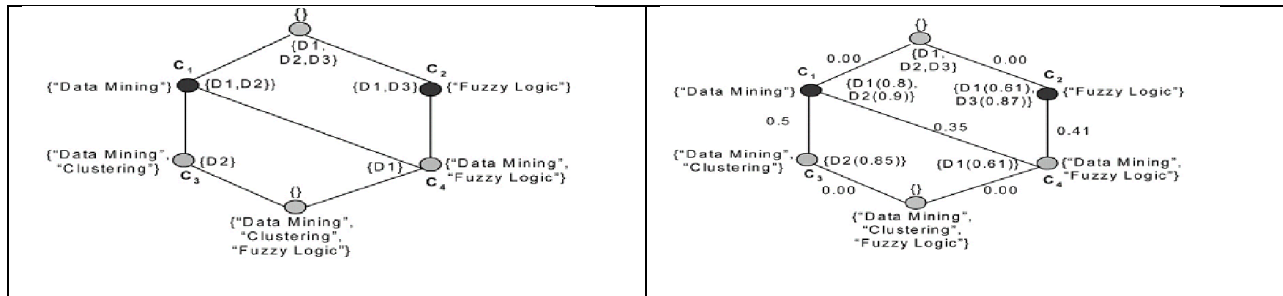 {}
{D1,
D2,D3}
C1
{"Data Mining"}
{D1,D2}}
C2
{D1,D3}
{"Fuzzy Logic"}
{"Data Mining",
"Clustering"}
{D2}
C3
{D1}
{"Data Mining",
"Fuzzy Logic"}
C4
{}
{"Data Mining",
"Clustering",
"Fuzzy Logic"}
{}
0.00
{D1,
D2,D3}
0.00
C1
{"Data Mining"}
{D1(0.8),
D2(0.9)}
C2
{D1(0.61),
D3(0.87)}
{"Fuzzy Logic"}
0.5
0.35
0.41
{"Data Mining",
"Clustering"}
{D2(0.85)}
C3
{D1(0.61)}
{"Data Mining",
"Fuzzy Logic"}
C4
0.00
{}
0.00
{"Data Mining",
"Clustering",
"Fuzzy Logic"}